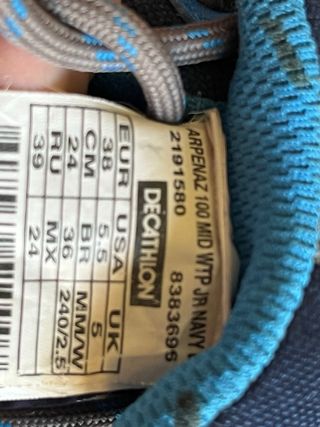 ARPENAZ 100 MID WTP JR NAVY
2191580 8383696
DECATHLON
EUR USA UK
38 5.5 5
CM BR MM/W
24 36 240/2.5
RU MX
39 24